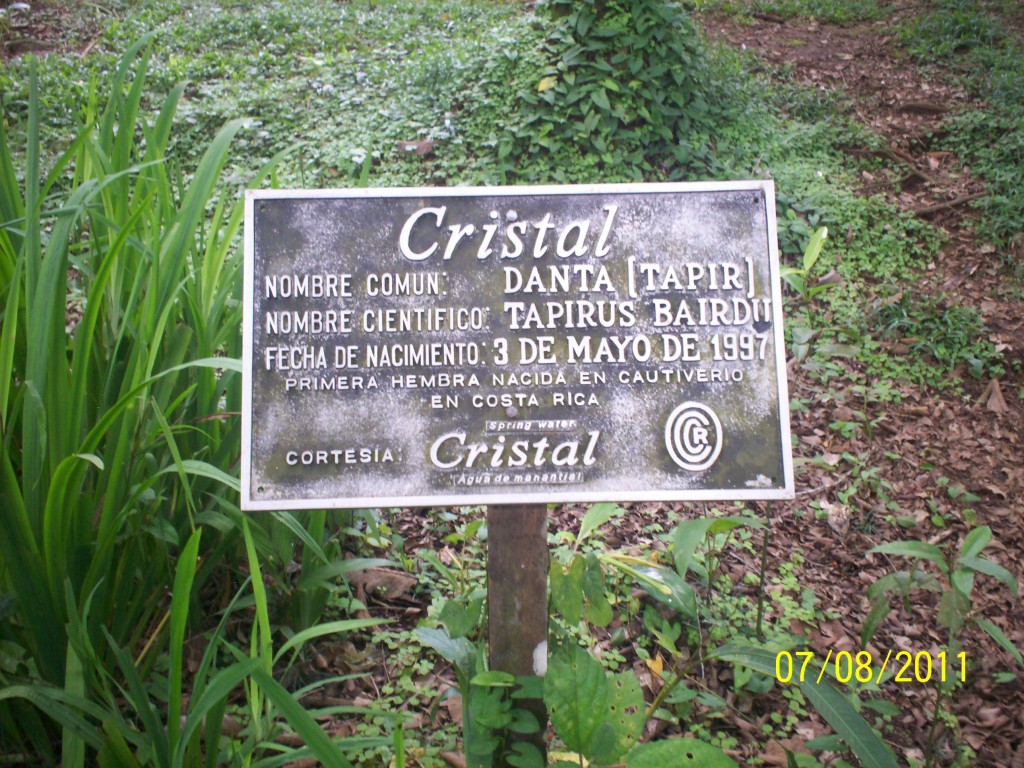 Cristal
NOMBRE COMUN: DANTA [TAPIR]
NOMBRE CIENTIFICO: TAPIRUS BAIRDII
FECHA DE NACIMIENTO: 3 DE MAYO DE 1997
PRIMERA HEMBRA NACIDA EN CAUTIVERIO
EN COSTA RICA
Spring water
CORTESIA: Cristal
Agua de manantial
CCR
07/08/2011